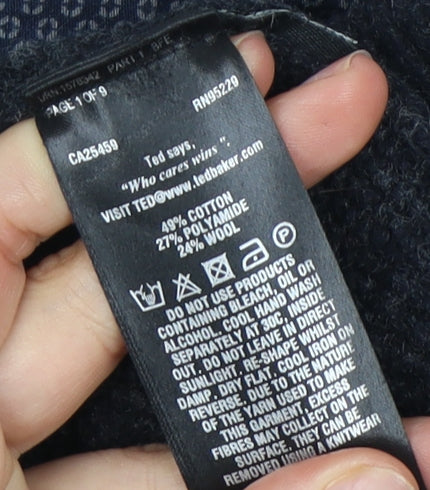 PAGE 1 OF 9
RN95229
CA25459
Ted says,
"Who cares wins".
VISIT TED@www.tedbaker.com
49% COTTON
27% POLYAMIDE
24% WOOL
P
DO NOT USE PRODUCTS
CONTAINING BLEACH, OIL OR
ALCOHOL. COOL HAND WASH
SEPARATELY AT 30C, INSIDE
OUT. DO NOT LEAVE IN DIRECT
SUNLIGHT. RE-SHAPE WHILST
DAMP. DRY FLAT. COOL IRON ON
REVERSE. DUE TO THE NATURE
OF THE YARN USED TO MAKE
THIS GARMENT, EXCESS
FIBRES MAY COLLECT ON THE
SURFACE. THEY CAN BE
REMOVED USING A KNITWEAR